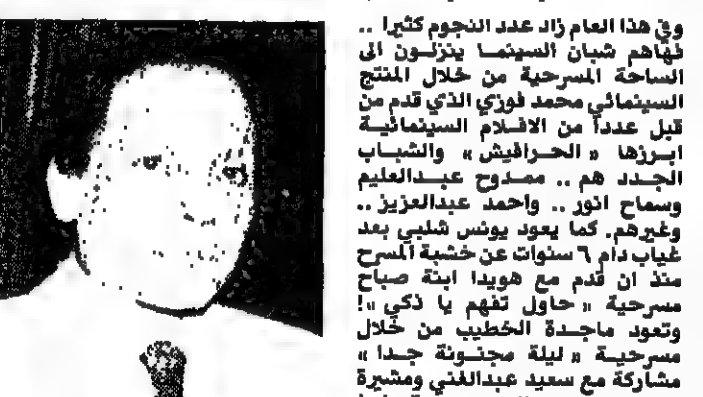 وفي هذا العام زاد عدد النجوم كثيرا ..
فهاهم شبان السينما ينزلون الى
الساحة المسرحية من خلال المنتج
السينمائي محمد فوزي الذي قدم من
قبل عدداً من الافلام السينمائية
ابرزها « الحرافيش » والشباب
الجدد هم .. ممدوح عبدالعليم
وسماح انور .. واحمد عبدالعزيز ..
وغيرهم. كما يعود يونس شلبي بعد
غياب دام ٦ سنوات عن خشبة المسرح
منذ ان قدم مع هويدا ابنة صباح
مسرحية « حاول تفهم يا ذكي »!
وتعود ماجدة الخطيب من خلال
مسرحية « ليلة مجنونة جدا »
مشاركة مع سعيد عبدالغني ومشيرة